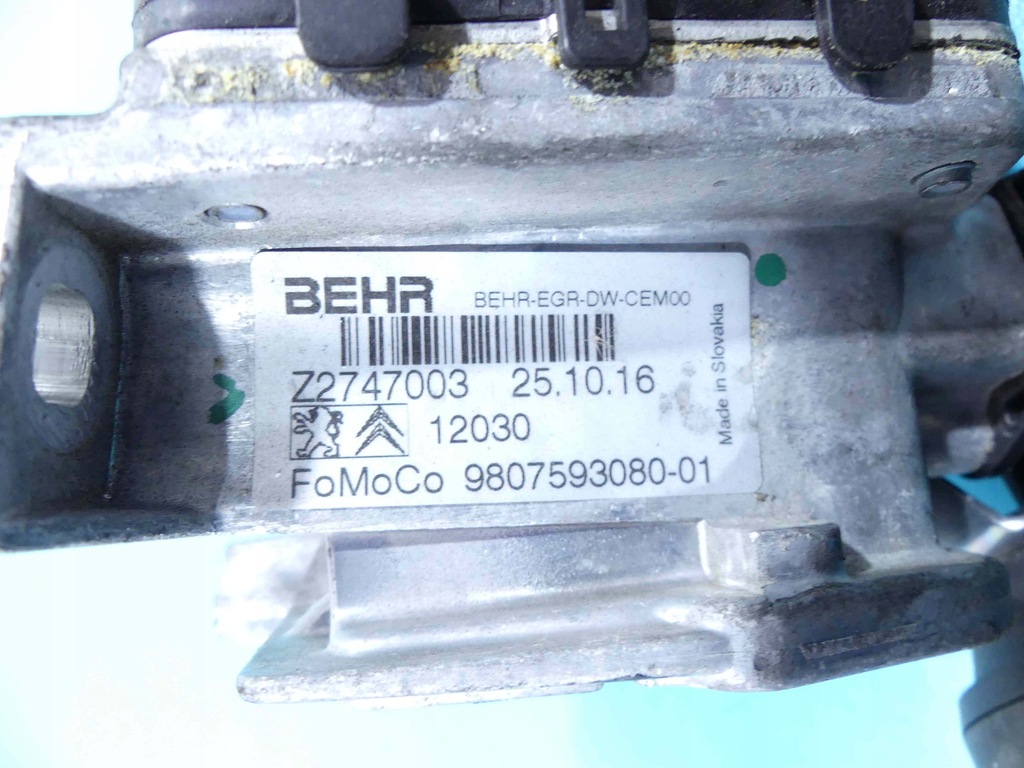 BEHR BEHR-EGR-DW-CEM00
Z2747003 25.10.16
12030
FoMoCo 9807593080-01
Made in Slovakia